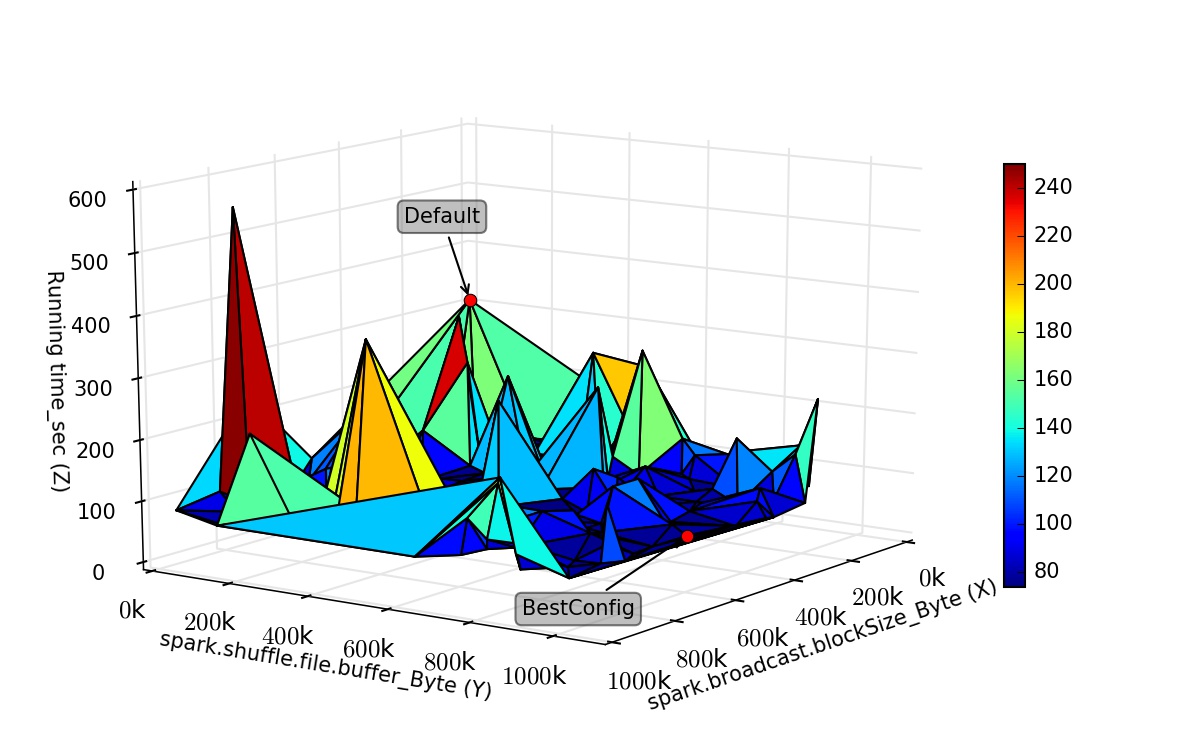 600
500
400
300
200
100
0
Running time_sec (Z)
Default
BestConfig
0k
200k
400k
600k
800k
1000k
spark.shuffle.file.buffer_Byte (Y)
0k
200k
400k
600k
800k
1000k
spark.broadcast.blockSize_Byte (X)
240
220
200
180
160
140
120
100
80